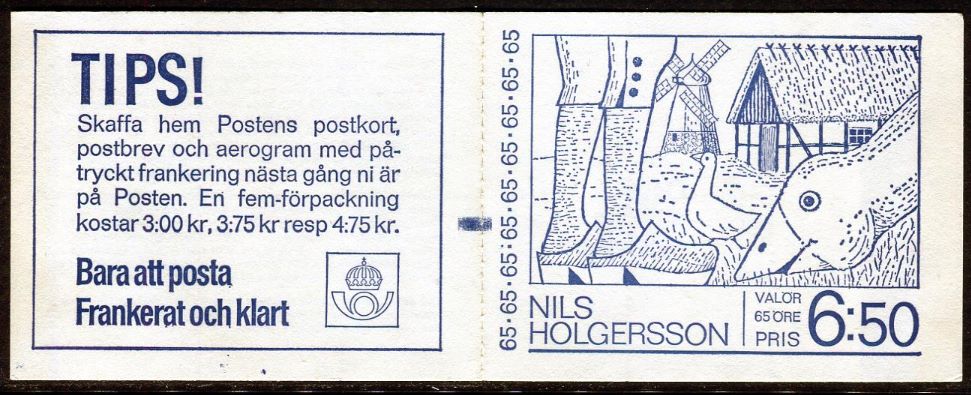 TIPS!
Skaffa hem Postens postkort,
postbrev och aerogram med på-
tryckt frankering nästa gång ni är
på Posten. En fem-förpackning
kostar 3:00 kr, 3:75 kr resp 4:75 kr.
Bara att posta
Frankerat och klart
65·65·65·65·65·65·65·65·65·65
NILS
HOLGERSSON
VALÖR
65 ÖRE
PRIS 6:50